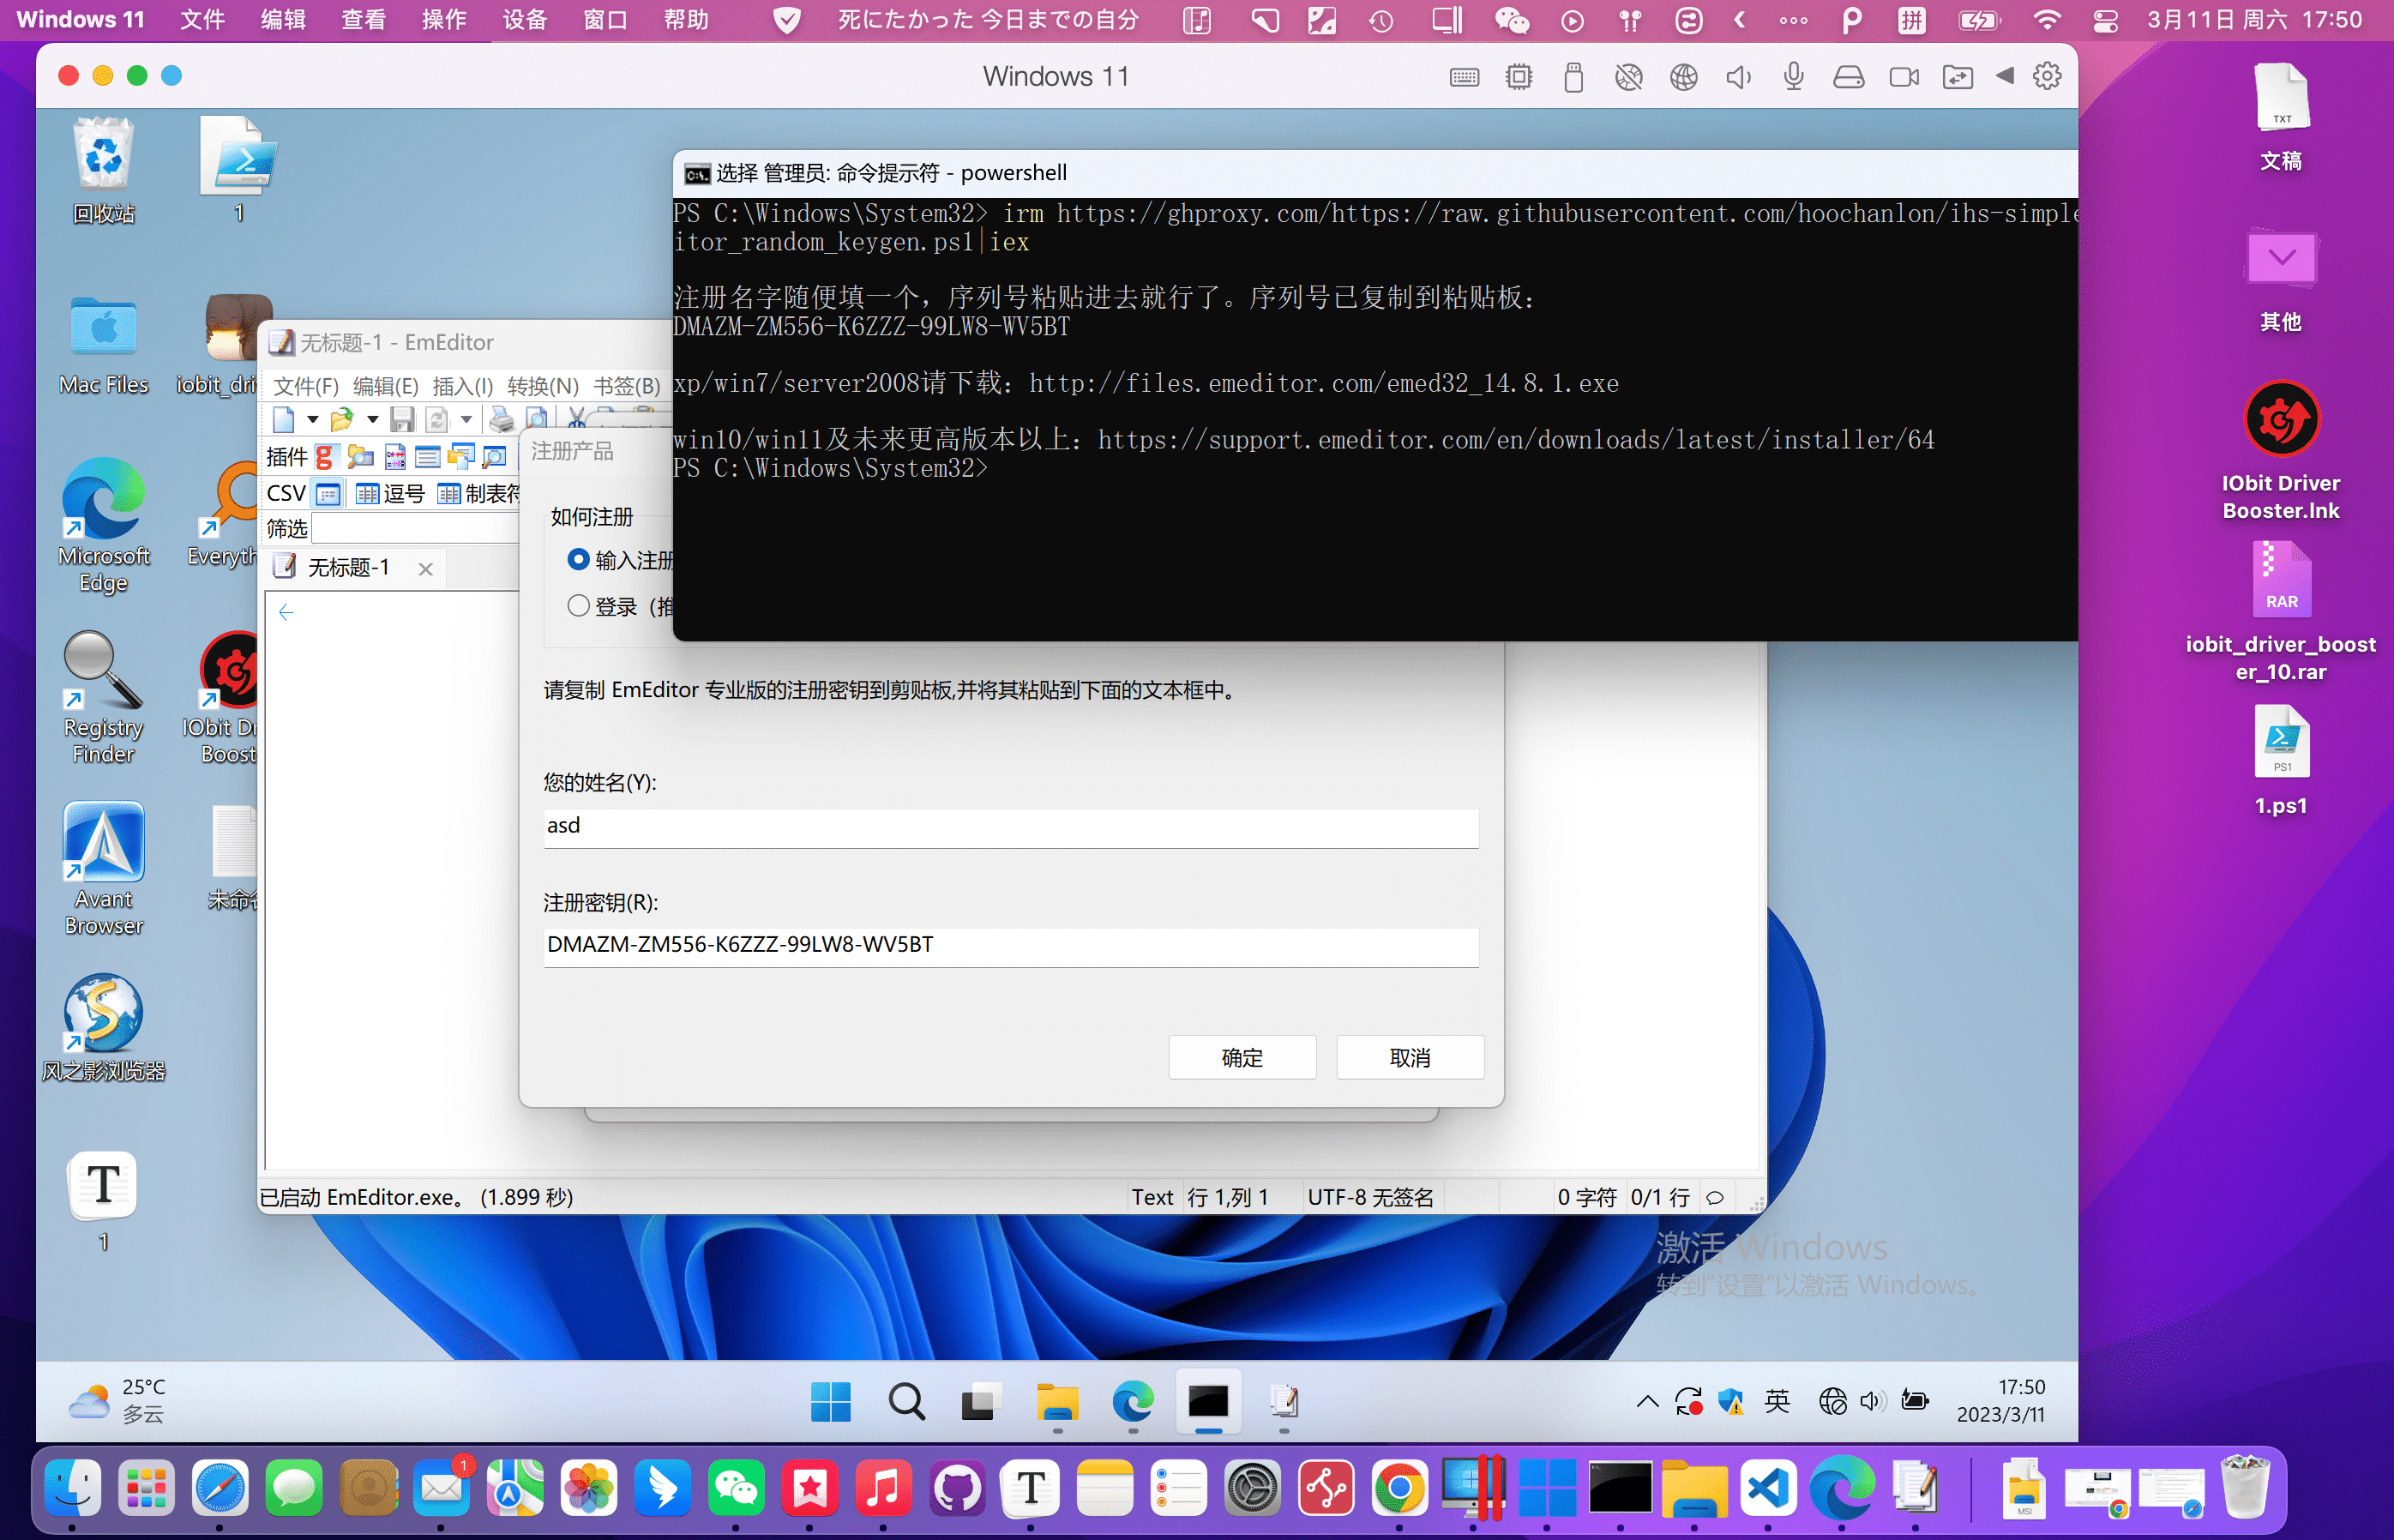 Windows 11 文件 编辑 查看 操作 设备 窗口 帮助 死にたかった 今日までの自分 拼 3月11日 周六 17:50
Windows 11
回收站
1
Mac Files
iobit_dri
Microsoft
Edge
Everyth
Registry
Finder
IObit Dr
Boost
Avant
Browser
未命名
风之影浏览器
T
1
选择 管理员: 命令提示符 - powershell
PS C:\Windows\System32> irm https://ghproxy.com/https://raw.githubusercontent.com/hoochanlon/ihs-simple
itor_random_keygen.ps1|iex
注册名字随便填一个，序列号粘贴进去就行了。序列号已复制到粘贴板：
DMAZM-ZM556-K6ZZZ-99LW8-WV5BT
xp/win7/server2008请下载：http://files.emeditor.com/emed32_14.8.1.exe
win10/win11及未来更高版本以上：https://support.emeditor.com/en/downloads/latest/installer/64
PS C:\Windows\System32>
无标题-1 - EmEditor
文件(F) 编辑(E) 插入(I) 转换(N) 书签(B)
插件
CSV 逗号 制表符
筛选
无标题-1
注册产品
如何注册
输入注册
登录（推
请复制 EmEditor 专业版的注册密钥到剪贴板,并将其粘贴到下面的文本框中。
您的姓名(Y):
asd
注册密钥(R):
DMAZM-ZM556-K6ZZZ-99LW8-WV5BT
确定 取消
已启动 EmEditor.exe。 (1.899 秒) Text 行 1,列 1 UTF-8 无签名 0 字符 0/1 行
激活 Windows
转到"设置"以激活 Windows。
25°C
多云
英
17:50
2023/3/11
TXT
文稿
其他
IObit Driver
Booster.lnk
RAR
iobit_driver_boost
er_10.rar
PS1
1.ps1
1
T
MSI